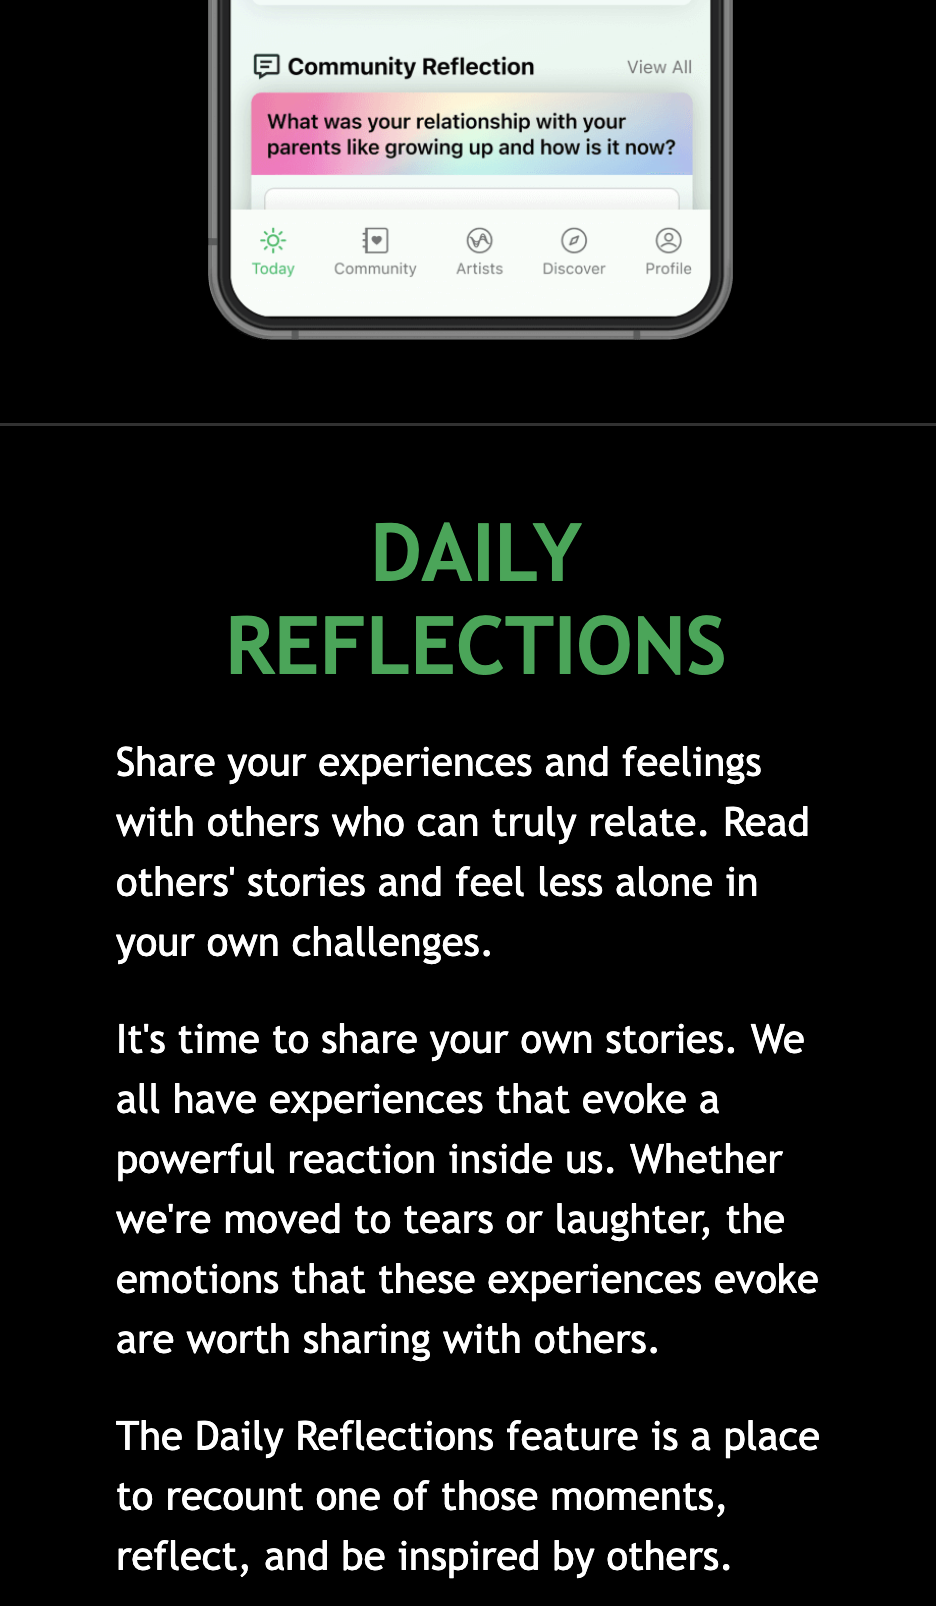 Community Reflection
View All
What was your relationship with your
parents like growing up and how is it now?
Today
Community
Artists
Discover
Profile
DAILY
REFLECTIONS
Share your experiences and feelings
with others who can truly relate. Read
others' stories and feel less alone in
your own challenges.
It's time to share your own stories. We
all have experiences that evoke a
powerful reaction inside us. Whether
we're moved to tears or laughter, the
emotions that these experiences evoke
are worth sharing with others.
The Daily Reflections feature is a place
to recount one of those moments,
reflect, and be inspired by others.